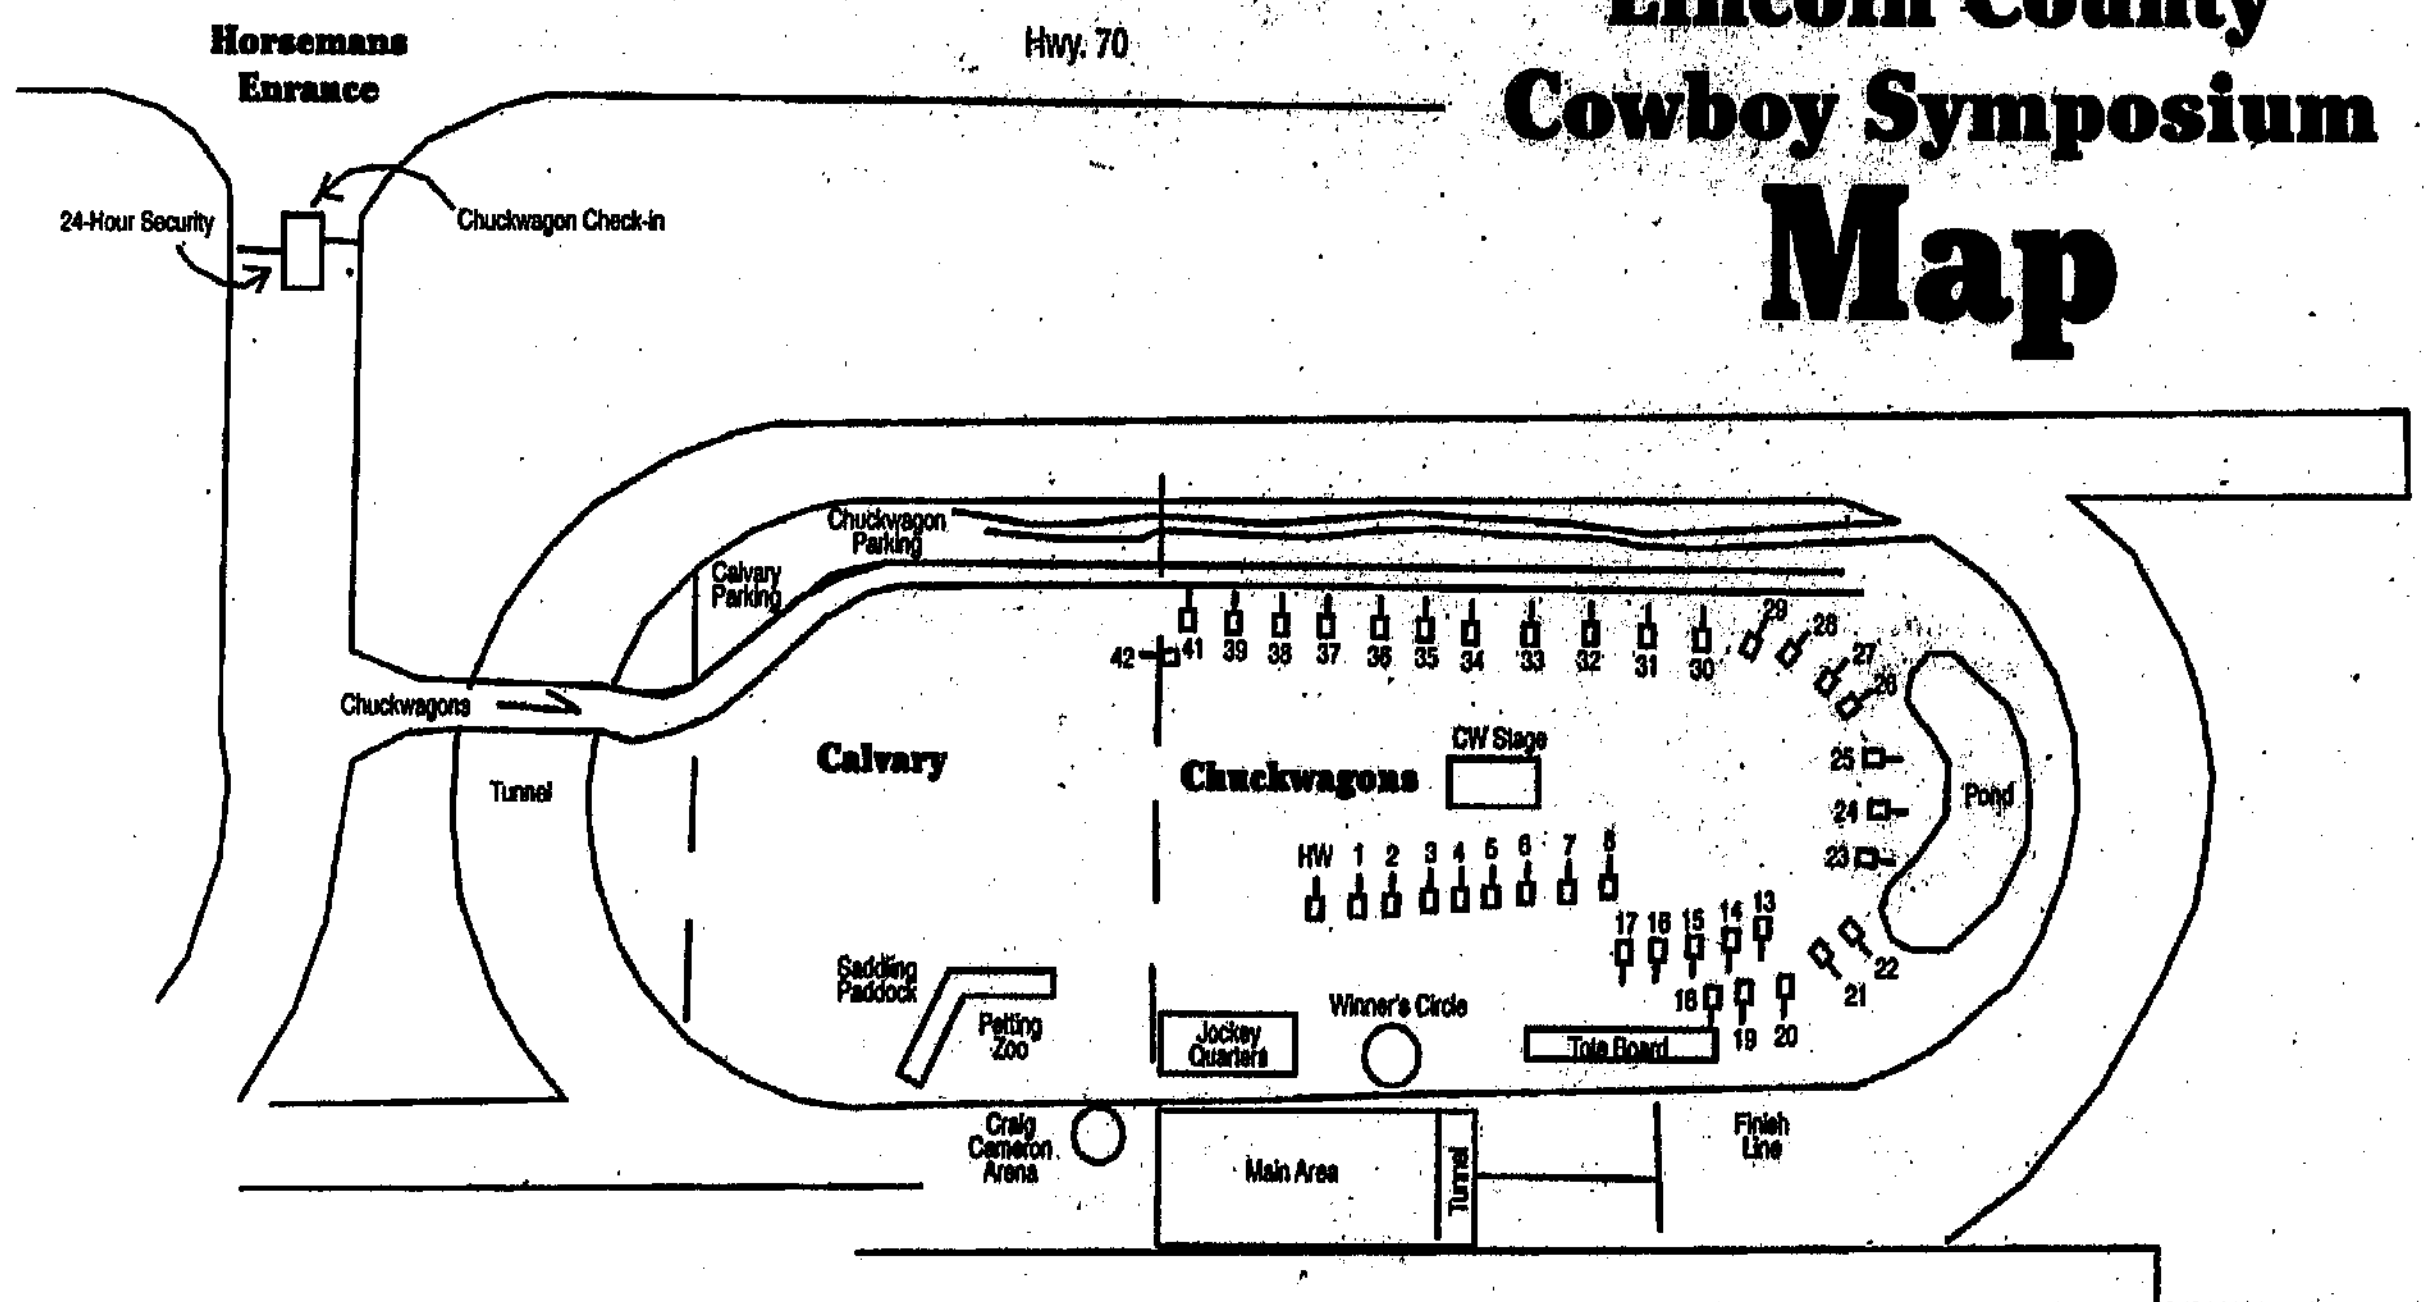 Lincoln County
Cowboy Symposium
Map
Horsemans
Enrance
Hwy. 70
24-Hour Security
Chuckwagon Check-in
Chuckwagon
Parking
Calvary
Parking
41
39
38
37
36
35
34
33
32
31
30
29
28
27
26
42
Chuckwagons
Calvary
Chuckwagons
CW Stage
25
24
23
Pond
Tunnel
HW
1
2
3
4
5
6
7
8
17
16
15
14
13
22
21
18
19
20
Saddling
Paddock
Petting
Zoo
Jockey
Quarters
Winner's Circle
Tote Board
Craig
Cameron
Arena
Main Area
Tunnel
Finish
Line